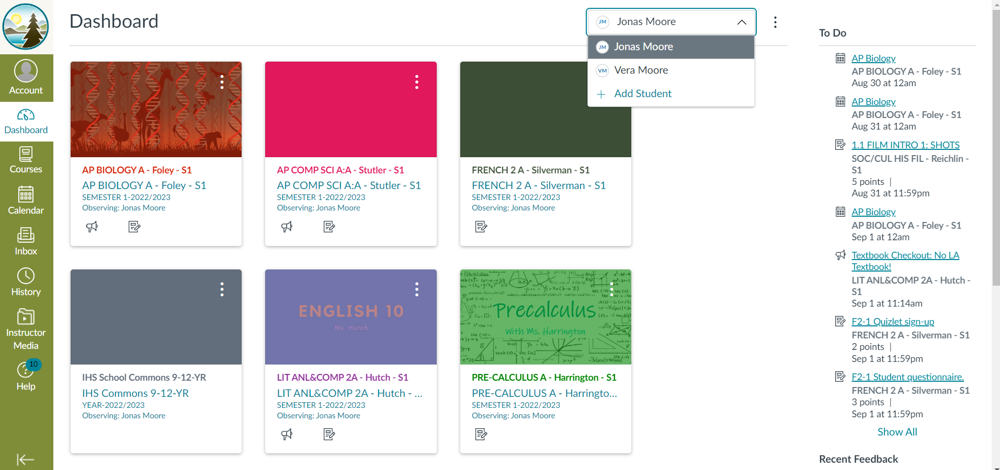 Dashboard
JM Jonas Moore
JM Jonas Moore
VM Vera Moore
+ Add Student
Account
Dashboard
Courses
Calendar
Inbox
History
Instructor
Media
10
Help
AP BIOLOGY A - Foley - S1
AP BIOLOGY A - Foley - S1
SEMESTER 1-2022/2023
Observing: Jonas Moore
AP COMP SCI A:A - Stutler - S1
AP COMP SCI A:A - Stutler - S1
SEMESTER 1-2022/2023
Observing: Jonas Moore
FRENCH 2 A - Silverman - S1
FRENCH 2 A - Silverman - S1
SEMESTER 1-2022/2023
Observing: Jonas Moore
IHS School Commons 9-12-YR
IHS Commons 9-12-YR
YEAR-2022/2023
Observing: Jonas Moore
ENGLISH 10
Ms. Hutch
LIT ANL&COMP 2A - Hutch - S1
LIT ANL&COMP 2A - Hutch - ...
SEMESTER 1-2022/2023
Observing: Jonas Moore
Precalculus
With Ms. Harrington
PRE-CALCULUS A - Harrington - S1
PRE-CALCULUS A - Harringto...
SEMESTER 1-2022/2023
Observing: Jonas Moore
To Do
AP Biology
AP BIOLOGY A - Foley - S1
Aug 30 at 12am
AP Biology
AP BIOLOGY A - Foley - S1
Aug 31 at 12am
1.1 FILM INTRO 1: SHOTS
SOC/CUL HIS FIL - Reichlin -
S1
5 points |
Aug 31 at 11:59pm
AP Biology
AP BIOLOGY A - Foley - S1
Sep 1 at 12am
Textbook Checkout: No LA
Textbook!
LIT ANL&COMP 2A - Hutch -
S1
Sep 1 at 11:14am
F2-1 Quizlet sign-up
FRENCH 2 A - Silverman - S1
2 points |
Sep 1 at 11:59pm
F2-1 Student questionnaire.
FRENCH 2 A - Silverman - S1
3 points |
Sep 1 at 11:59pm
Show All
Recent Feedback